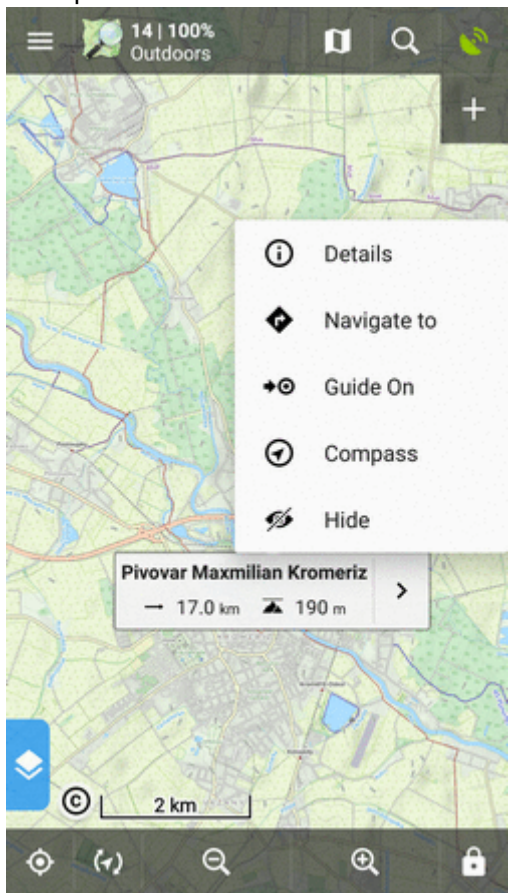 14 | 100%
Outdoors
Details
Navigate to
Guide On
Compass
Hide
Pivovar Maxmilian Kromeriz
17.0 km 190 m
2 km